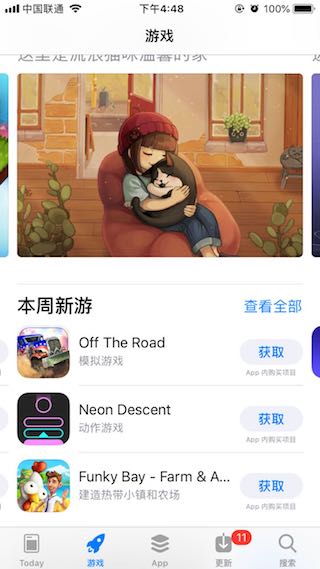 中国联通
下午4:48
100%
游戏
这里是流浪猫咪温馨的家
本周新游
查看全部
Off The Road
模拟游戏
获取
App 内购买项目
Neon Descent
动作游戏
获取
App 内购买项目
Funky Bay - Farm & A...
建造热带小镇和农场
获取
App 内购买项目
11
Today
游戏
App
更新
搜索